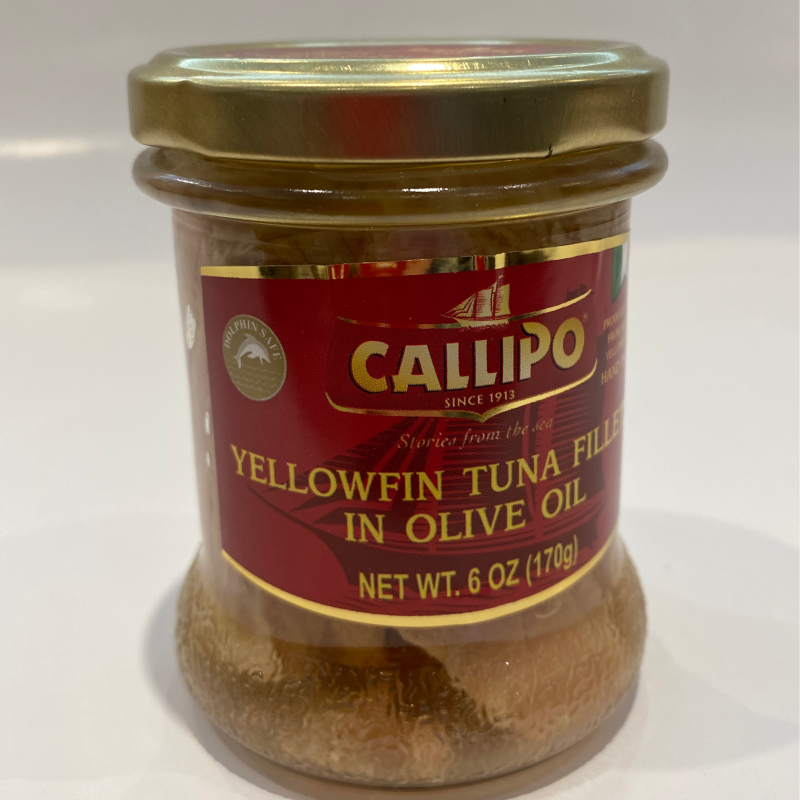 DOLPHIN SAFE
CALLIPO
SINCE 1913
Stories from the sea
YELLOWFIN TUNA FILLE
IN OLIVE OIL
NET WT. 6 OZ (170g)